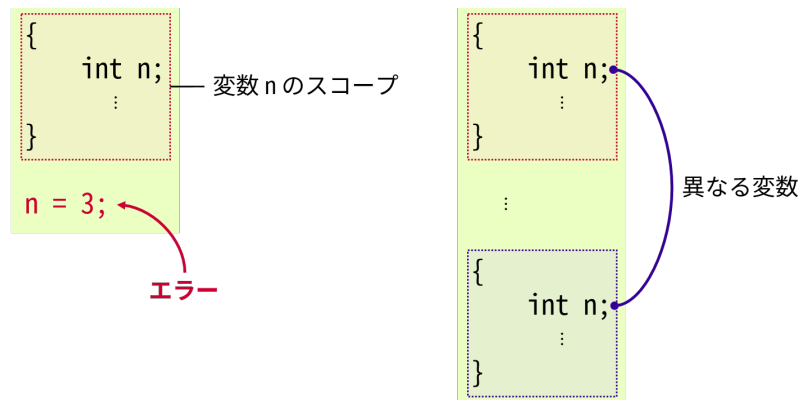 {
int n;
⋮
}
変数 n のスコープ
n = 3;
エラー
{
int n;
⋮
}
異なる変数
⋮
{
int n;
⋮
}